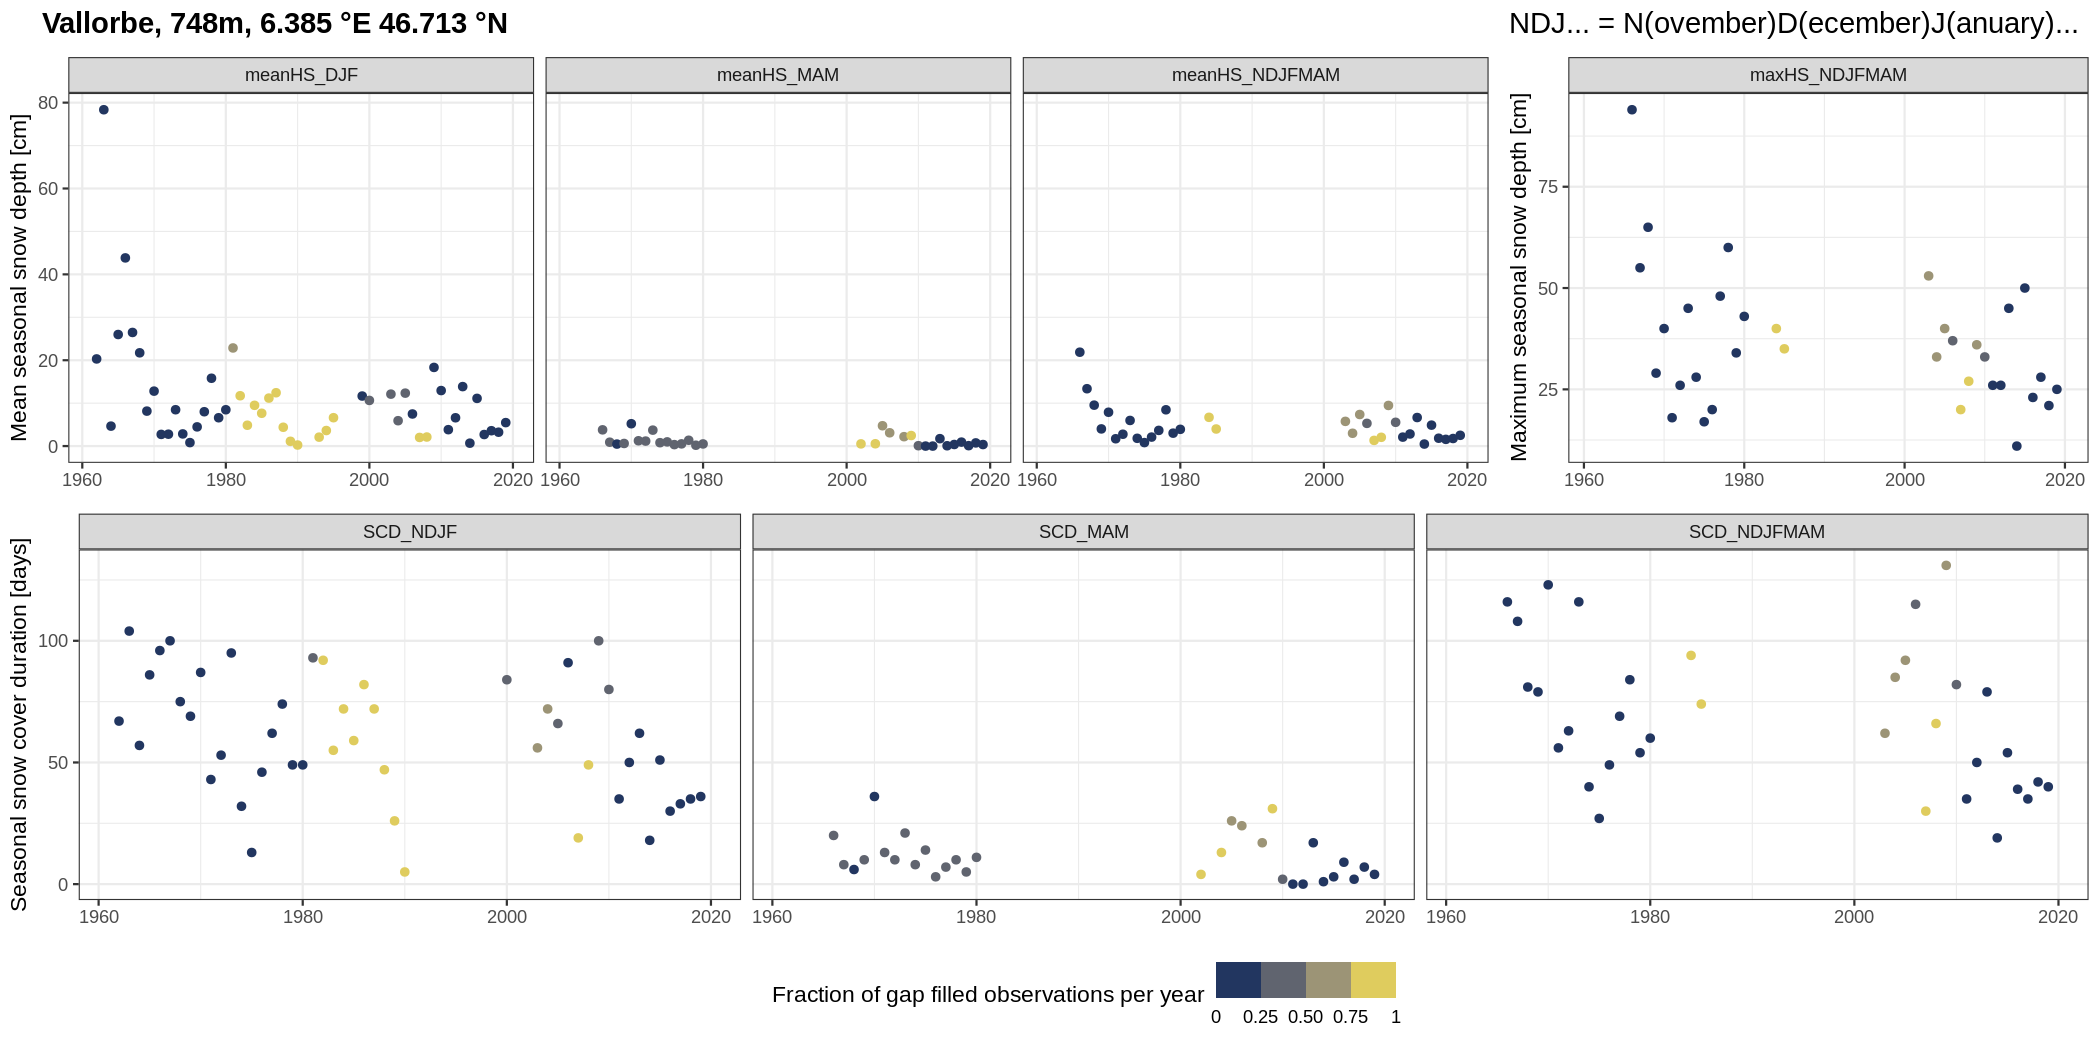 Vallorbe, 748m, 6.385 °E 46.713 °N
NDJ... = N(ovember)D(ecember)J(anuary)...
meanHS_DJF
meanHS_MAM
meanHS_NDJFMAM
maxHS_NDJFMAM
Mean seasonal snow depth [cm]
80
60
40
20
0
1960 1980 2000 2020
1960 1980 2000 2020
1960 1980 2000 2020
Maximum seasonal snow depth [cm]
75
50
25
1960 1980 2000 2020
SCD_NDJF
SCD_MAM
SCD_NDJFMAM
Seasonal snow cover duration [days]
100
50
0
1960 1980 2000 2020
1960 1980 2000 2020
1960 1980 2000 2020
Fraction of gap filled observations per year
0 0.25 0.50 0.75 1